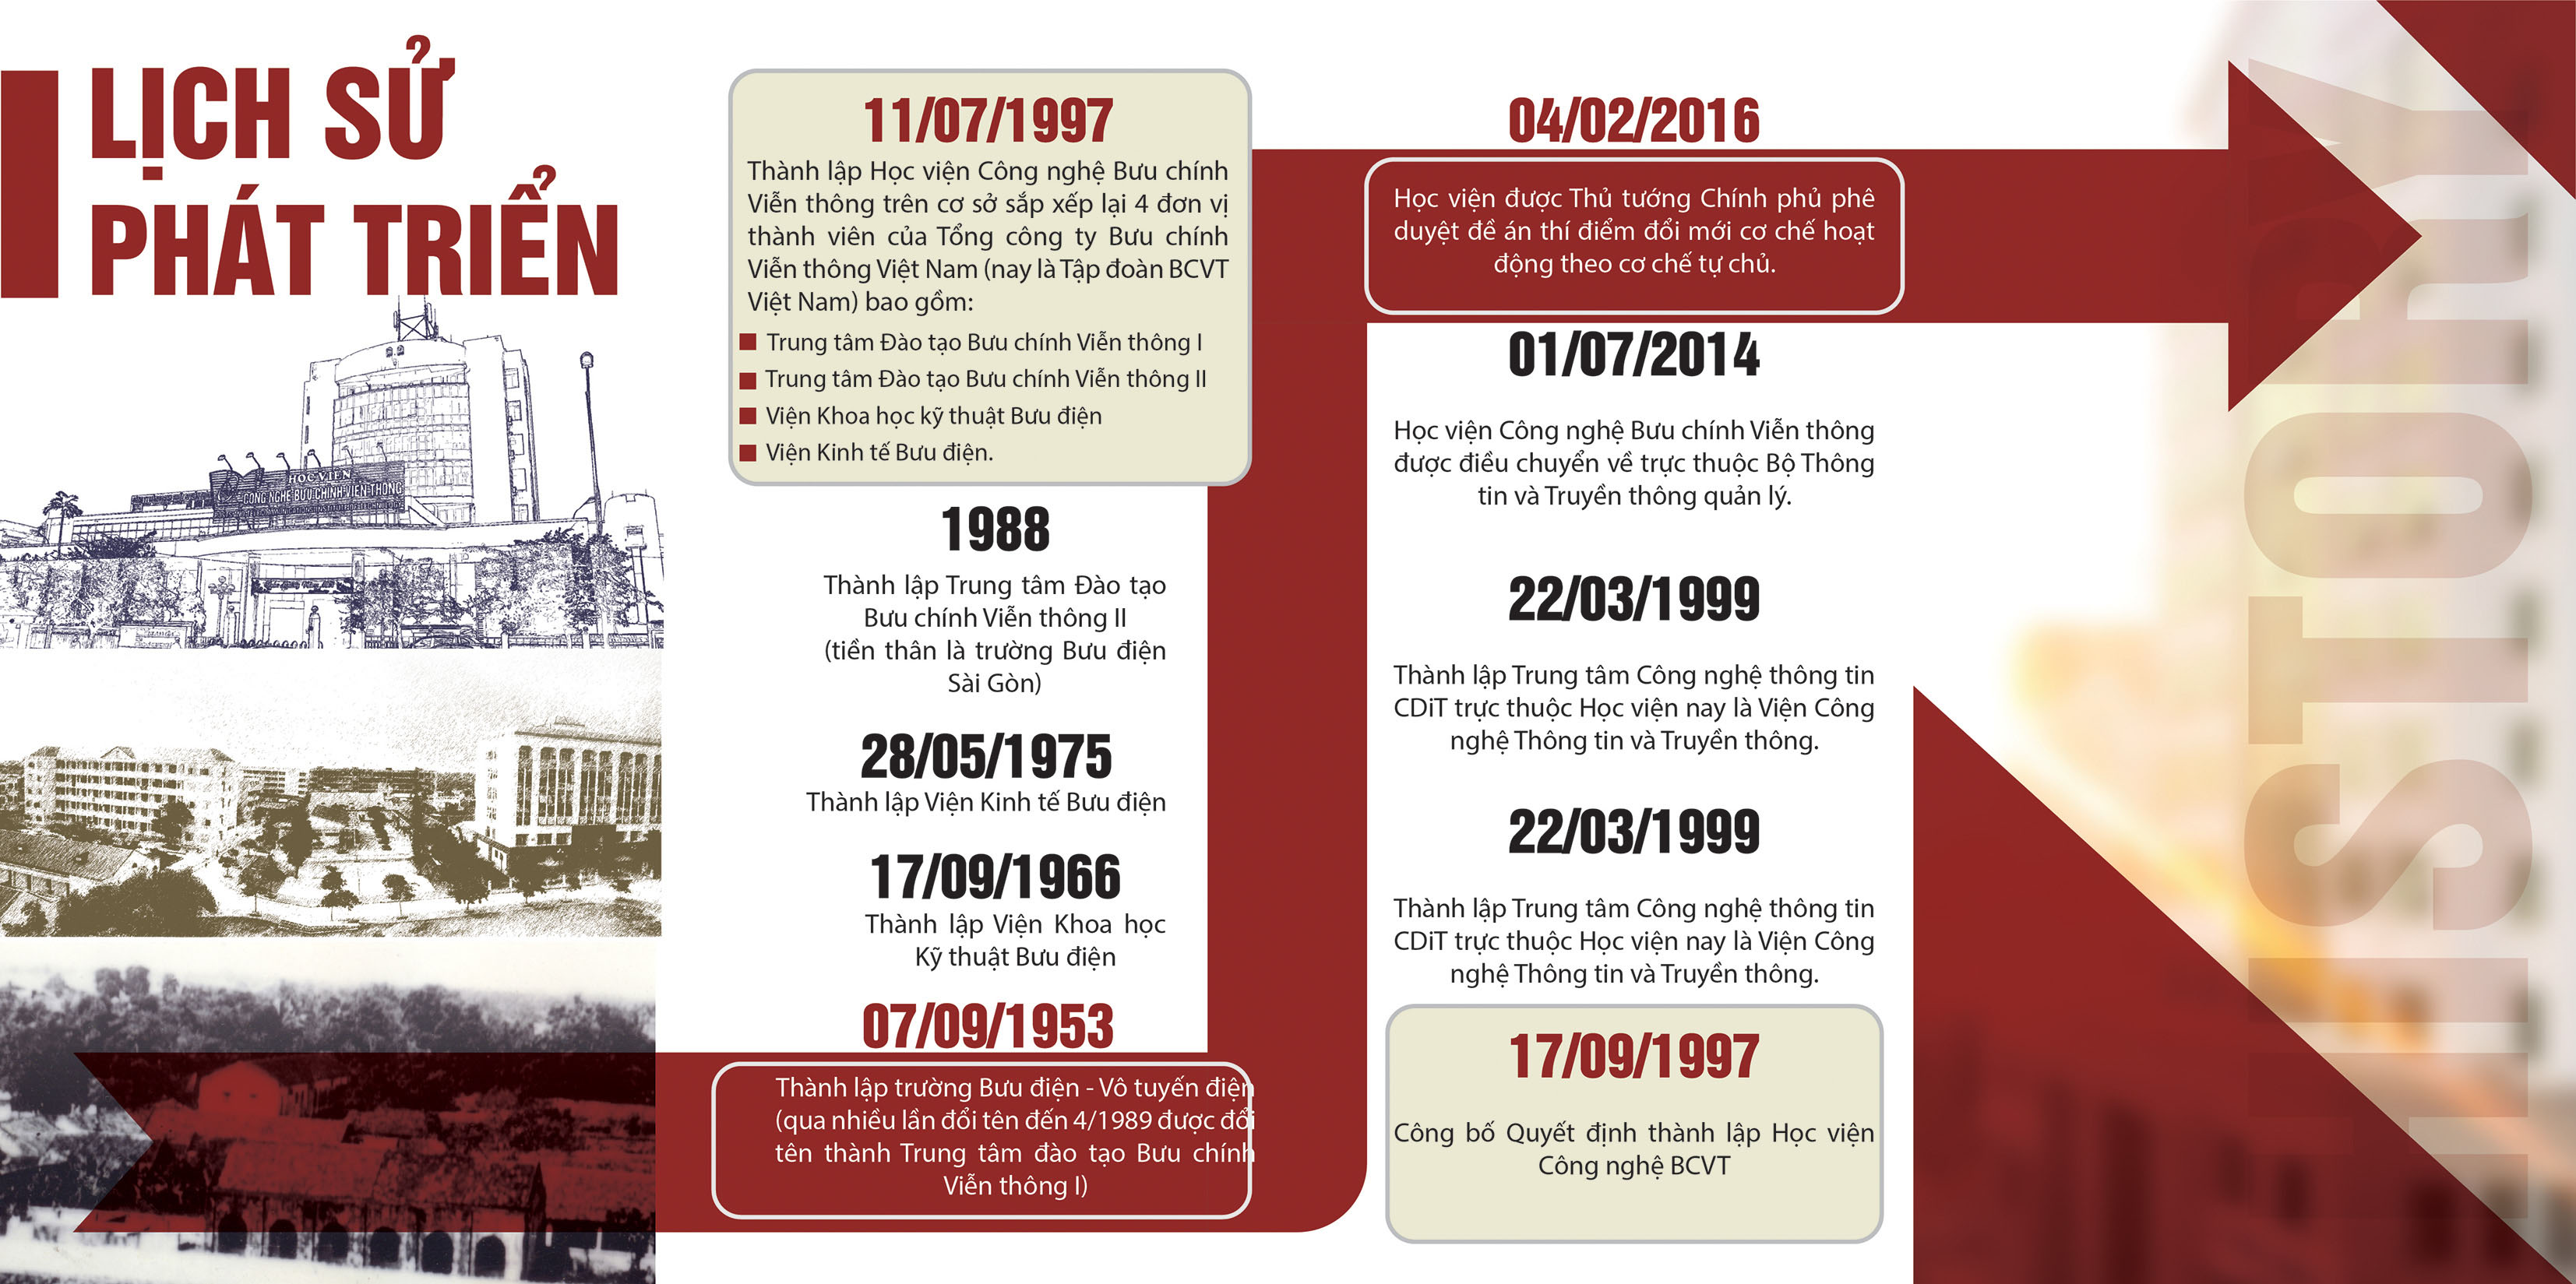 LỊCH SỬ
PHÁT TRIỂN
HỌC VIỆN
CÔNG NGHỆ BƯU CHÍNH VIỄN THÔNG
11/07/1997
Thành lập Học viện Công nghệ Bưu chính
Viễn thông trên cơ sở sắp xếp lại 4 đơn vị
thành viên của Tổng công ty Bưu chính
Viễn thông Việt Nam (nay là Tập đoàn BCVT
Việt Nam) bao gồm:
Trung tâm Đào tạo Bưu chính Viễn thông I
Trung tâm Đào tạo Bưu chính Viễn thông II
Viện Khoa học kỹ thuật Bưu điện
Viện Kinh tế Bưu điện.
1988
Thành lập Trung tâm Đào tạo
Bưu chính Viễn thông II
(tiền thân là trường Bưu điện
Sài Gòn)
28/05/1975
Thành lập Viện Kinh tế Bưu điện
17/09/1966
Thành lập Viện Khoa học
Kỹ thuật Bưu điện
07/09/1953
Thành lập trường Bưu điện - Vô tuyến điện
(qua nhiều lần đổi tên đến 4/1989 được đổi
tên thành Trung tâm đào tạo Bưu chính
Viễn thông I)
04/02/2016
Học viện được Thủ tướng Chính phủ phê
duyệt đề án thí điểm đổi mới cơ chế hoạt
động theo cơ chế tự chủ.
01/07/2014
Học viện Công nghệ Bưu chính Viễn thông
được điều chuyển về trực thuộc Bộ Thông
tin và Truyền thông quản lý.
22/03/1999
Thành lập Trung tâm Công nghệ thông tin
CDiT trực thuộc Học viện nay là Viện Công
nghệ Thông tin và Truyền thông.
22/03/1999
Thành lập Trung tâm Công nghệ thông tin
CDiT trực thuộc Học viện nay là Viện Công
nghệ Thông tin và Truyền thông.
17/09/1997
Công bố Quyết định thành lập Học viện
Công nghệ BCVT
HISTORY